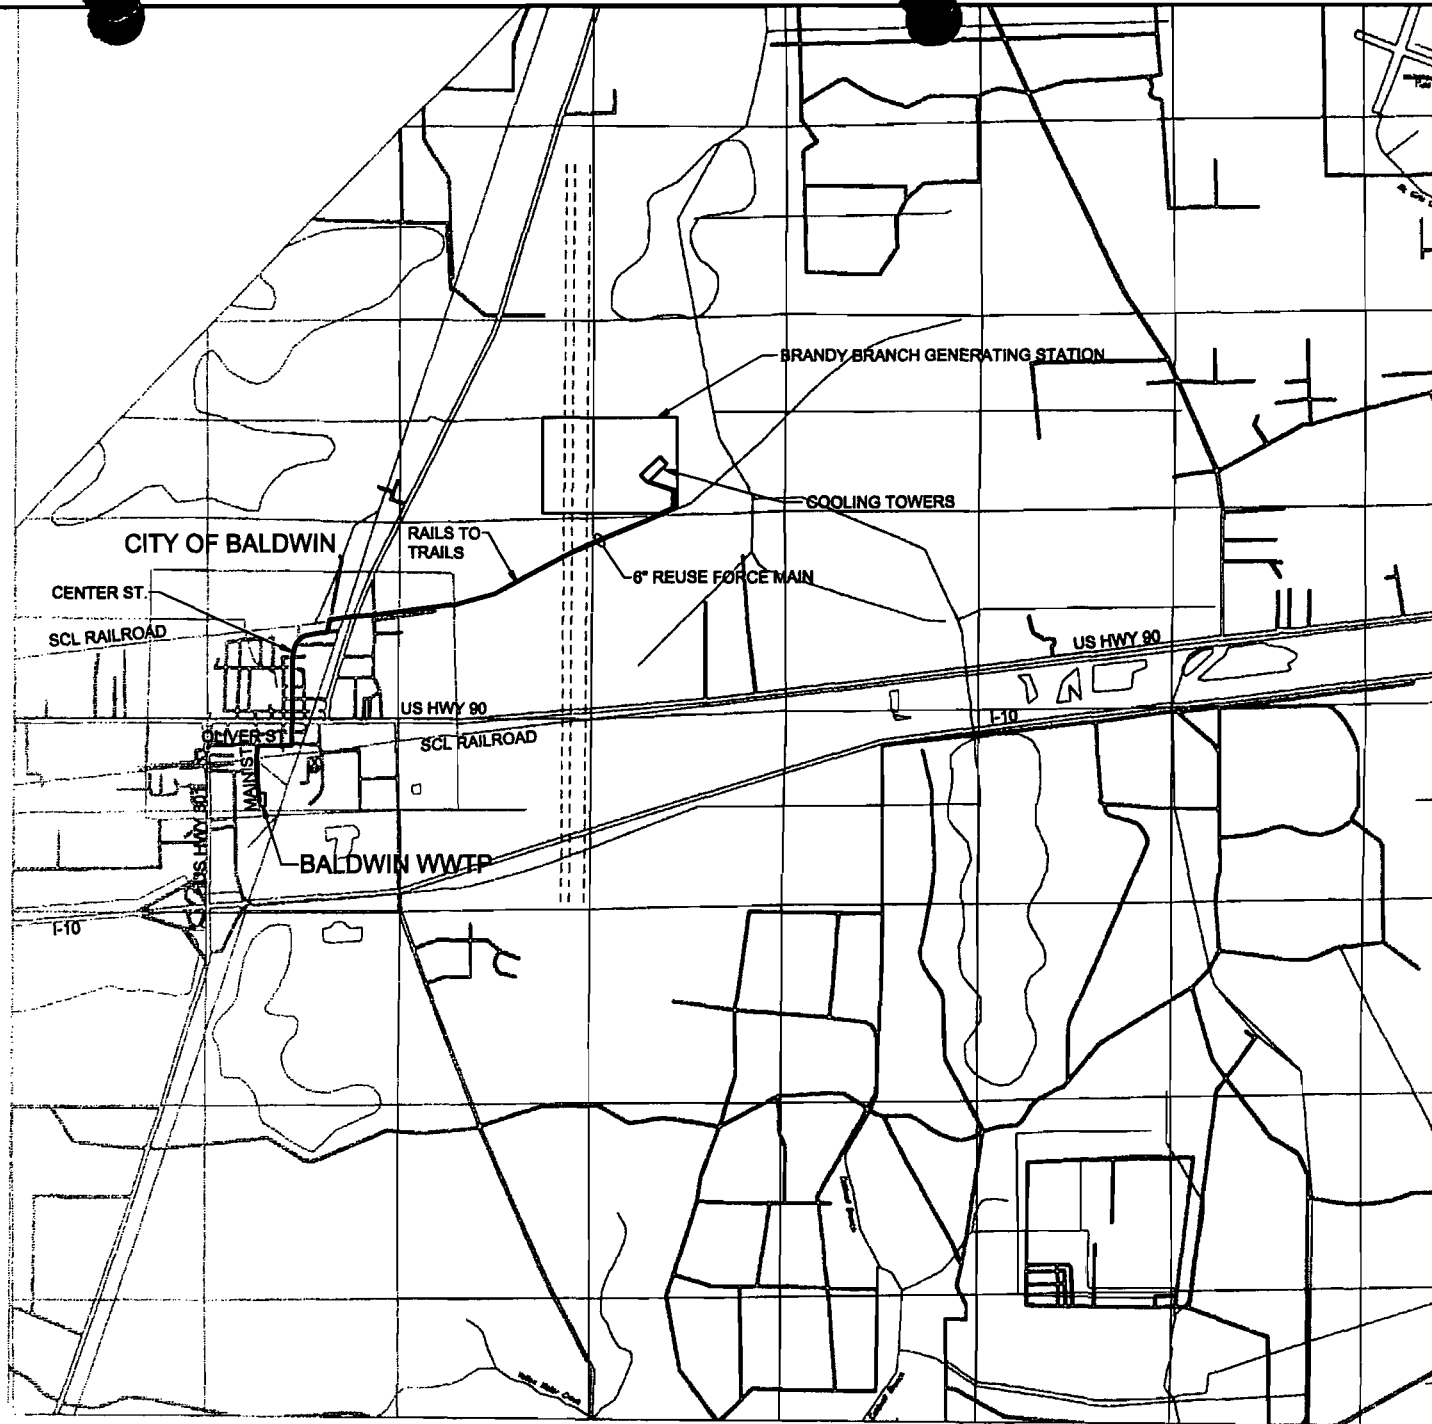 BRANDY BRANCH GENERATING STATION
COOLING TOWERS
CITY OF BALDWIN
RAILS TO
TRAILS
6" REUSE FORCE MAIN
CENTER ST.
SCL RAILROAD
US HWY 90
US HWY 90
I-10
OLIVER ST
SCL RAILROAD
MAIN ST
US HWY 301
BALDWIN WWTP
I-10